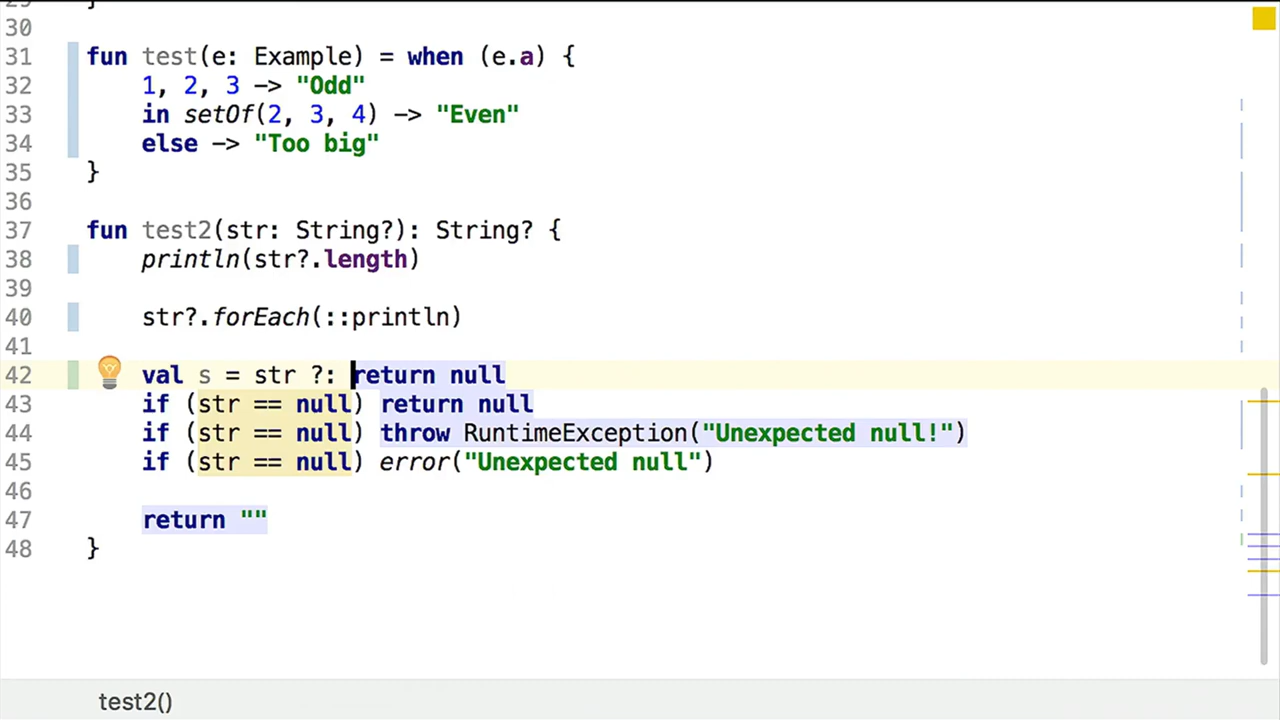 29 }
30
31 fun test(e: Example) = when (e.a) {
32 1, 2, 3 -> "Odd"
33 in setOf(2, 3, 4) -> "Even"
34 else -> "Too big"
35 }
36
37 fun test2(str: String?): String? {
38 println(str?.length)
39
40 str?.forEach(::println)
41
42 val s = str ?: return null
43 if (str == null) return null
44 if (str == null) throw RuntimeException("Unexpected null!")
45 if (str == null) error("Unexpected null")
46
47 return ""
48 }
test2()